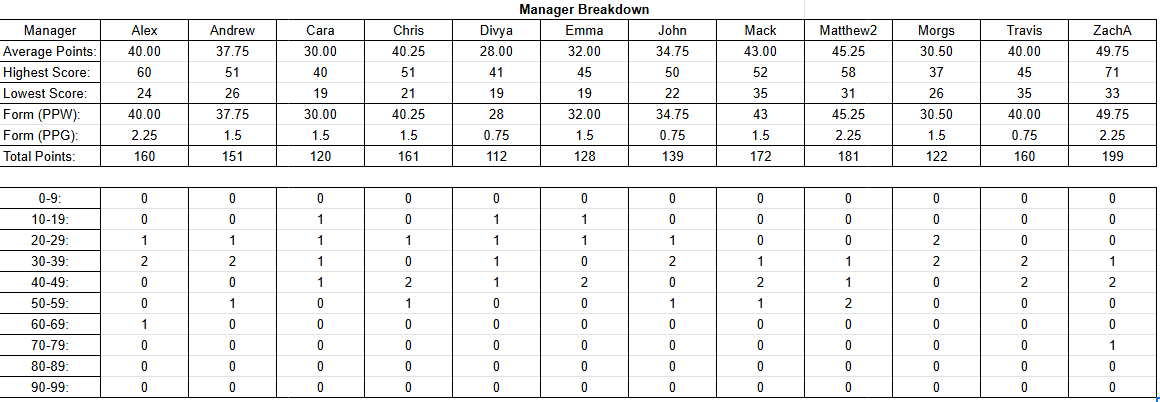 Manager Breakdown
Manager Alex Andrew Cara Chris Divya Emma John Mack Matthew2 Morgs Travis ZachA
Average Points: 40.00 37.75 30.00 40.25 28.00 32.00 34.75 43.00 45.25 30.50 40.00 49.75
Highest Score: 60 51 40 51 41 45 50 52 58 37 45 71
Lowest Score: 24 26 19 21 19 19 22 35 31 26 35 33
Form (PPW): 40.00 37.75 30.00 40.25 28 32.00 34.75 43 45.25 30.50 40.00 49.75
Form (PPG): 2.25 1.5 1.5 1.5 0.75 1.5 0.75 1.5 2.25 1.5 0.75 2.25
Total Points: 160 151 120 161 112 128 139 172 181 122 160 199
0-9: 0 0 0 0 0 0 0 0 0 0 0 0
10-19: 0 0 1 0 1 1 0 0 0 0 0 0
20-29: 1 1 1 1 1 1 1 0 0 2 0 0
30-39: 2 2 1 0 1 0 2 1 1 2 2 1
40-49: 0 0 1 2 1 2 0 2 1 0 2 2
50-59: 0 1 0 1 0 0 1 1 2 0 0 0
60-69: 1 0 0 0 0 0 0 0 0 0 0 0
70-79: 0 0 0 0 0 0 0 0 0 0 0 1
80-89: 0 0 0 0 0 0 0 0 0 0 0 0
90-99: 0 0 0 0 0 0 0 0 0 0 0 0